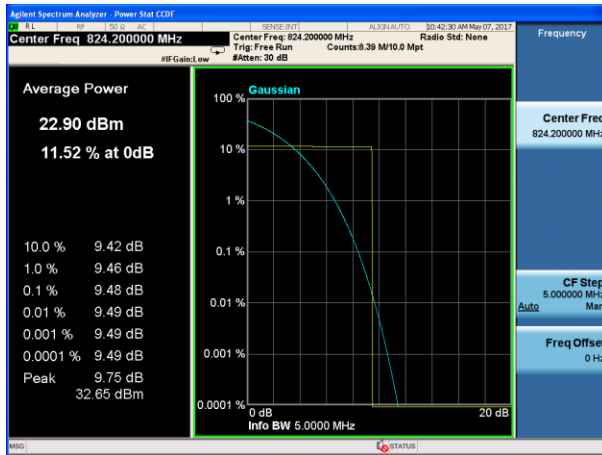 Agilent Spectrum Analyzer - Power Stat CCDF
RL RF 50 Ω AC SENSE:INT ALIGN AUTO 10:42:30 AM May 07, 2017
Center Freq 824.200000 MHz
Center Freq: 824.200000 MHz Radio Std: None
Trig: Free Run Counts:8.39 M/10.0 Mpt
#IFGain:Low #Atten: 30 dB
Frequency
Average Power
22.90 dBm
11.52 % at 0dB
10.0 % 9.42 dB
1.0 % 9.46 dB
0.1 % 9.48 dB
0.01 % 9.49 dB
0.001 % 9.49 dB
0.0001 % 9.49 dB
Peak 9.75 dB
32.65 dBm
Gaussian
100 %
10 %
1 %
0.1 %
0.01 %
0.001 %
0.0001 %
0 dB 20 dB
Info BW 5.0000 MHz
Center Freq
824.200000 MHz
CF Step
5.000000 MHz
Auto Man
Freq Offset
0 Hz
MSG STATUS